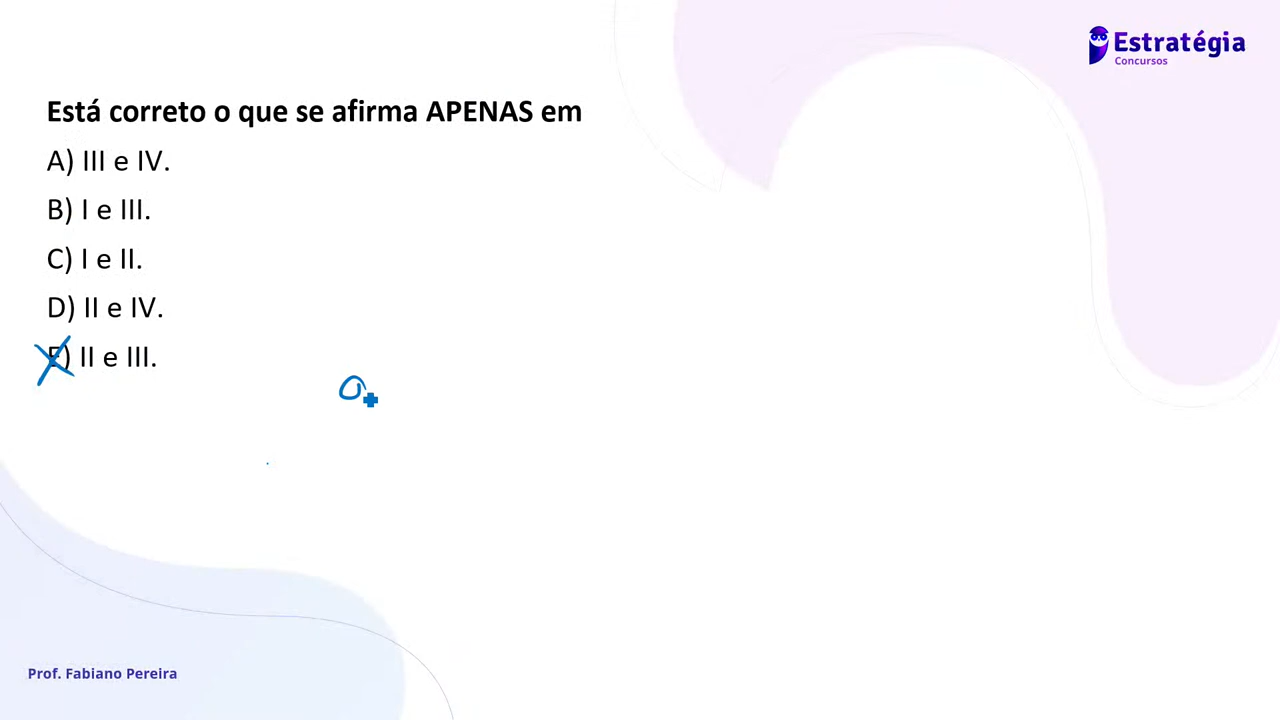 Estratégia
Concursos
Está correto o que se afirma APENAS em
A) III e IV.
B) I e III.
C) I e II.
D) II e IV.
E) II e III.
Prof. Fabiano Pereira